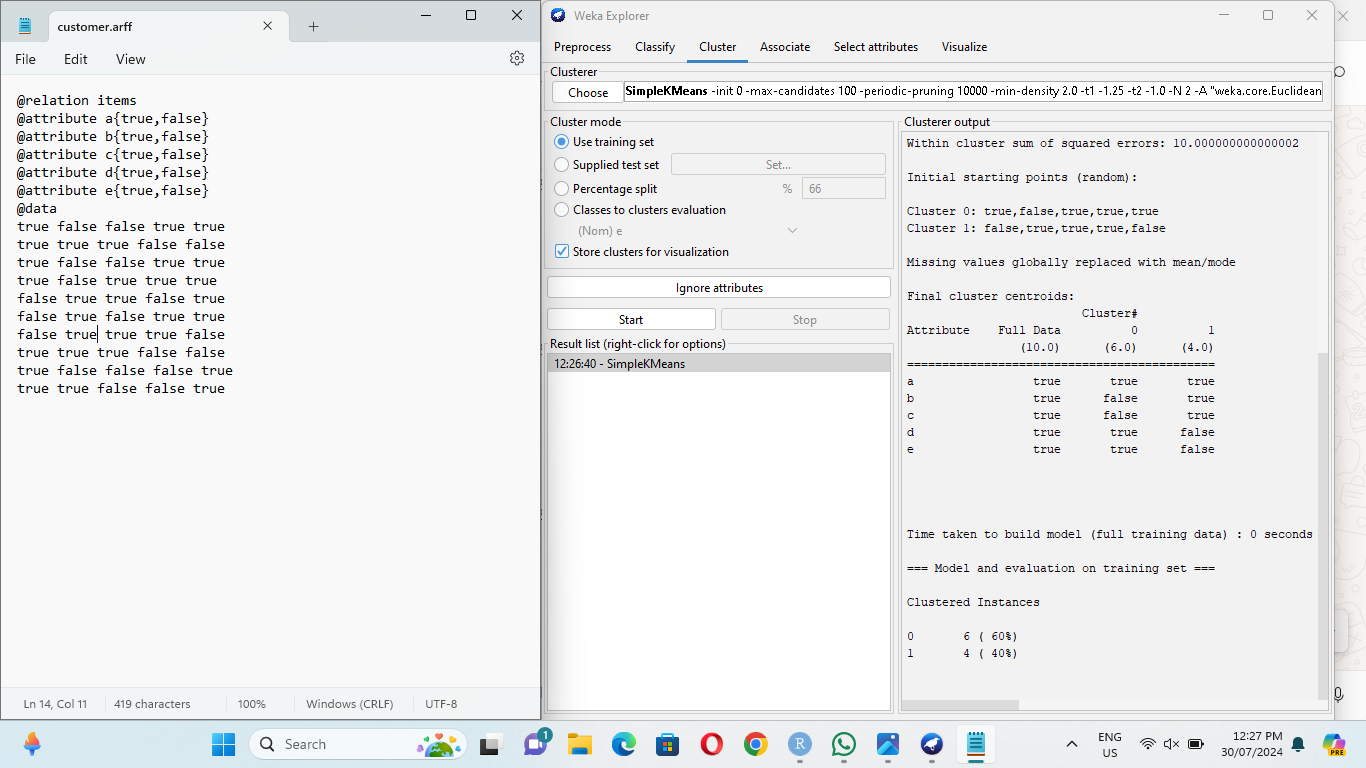 customer.arff
File Edit View
@relation items
@attribute a{true,false}
@attribute b{true,false}
@attribute c{true,false}
@attribute d{true,false}
@attribute e{true,false}
@data
true false false true true
true true true false false
true false false true true
true false true true true
false true true false true
false true false true true
false true true true false
true true true false false
true false false false true
true true false false true
Ln 14, Col 11 419 characters 100% Windows (CRLF) UTF-8
Weka Explorer
Preprocess Classify Cluster Associate Select attributes Visualize
Clusterer
Choose SimpleKMeans -init 0 -max-candidates 100 -periodic-pruning 10000 -min-density 2.0 -t1 -1.25 -t2 -1.0 -N 2 -A "weka.core.Euclidean
Cluster mode
Use training set
Supplied test set Set...
Percentage split % 66
Classes to clusters evaluation
(Nom) e
Store clusters for visualization
Ignore attributes
Start Stop
Result list (right-click for options)
12:26:40 - SimpleKMeans
Clusterer output
Within cluster sum of squared errors: 10.000000000000002
Initial starting points (random):
Cluster 0: true,false,true,true,true
Cluster 1: false,true,true,true,false
Missing values globally replaced with mean/mode
Final cluster centroids:
Cluster#
Attribute Full Data 0 1
(10.0) (6.0) (4.0)
============================================
a true true true
b true false true
c true false true
d true true false
e true true false
Time taken to build model (full training data) : 0 seconds
=== Model and evaluation on training set ===
Clustered Instances
0 6 ( 60%)
1 4 ( 40%)
Search
1
R
PRE
ENG
US
12:27 PM
30/07/2024